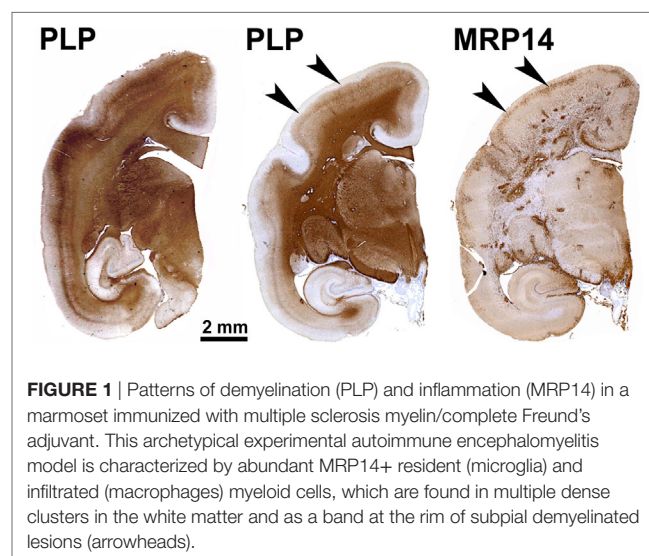 PLP
PLP
MRP14
2 mm
FIGURE 1 | Patterns of demyelination (PLP) and inflammation (MRP14) in a
marmoset immunized with multiple sclerosis myelin/complete Freund’s
adjuvant. This archetypical experimental autoimmune encephalomyelitis
model is characterized by abundant MRP14+ resident (microglia) and
infiltrated (macrophages) myeloid cells, which are found in multiple dense
clusters in the white matter and as a band at the rim of subpial demyelinated
lesions (arrowheads).